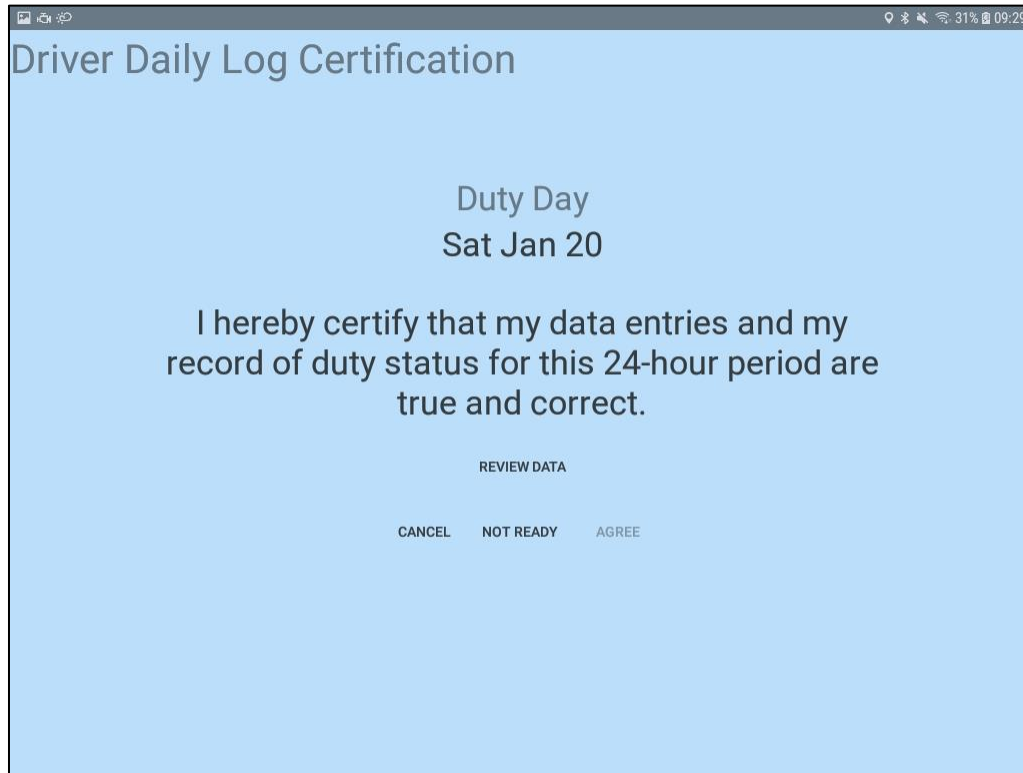 31% 09:29
Driver Daily Log Certification
Duty Day
Sat Jan 20
I hereby certify that my data entries and my
record of duty status for this 24-hour period are
true and correct.
REVIEW DATA
CANCEL NOT READY AGREE